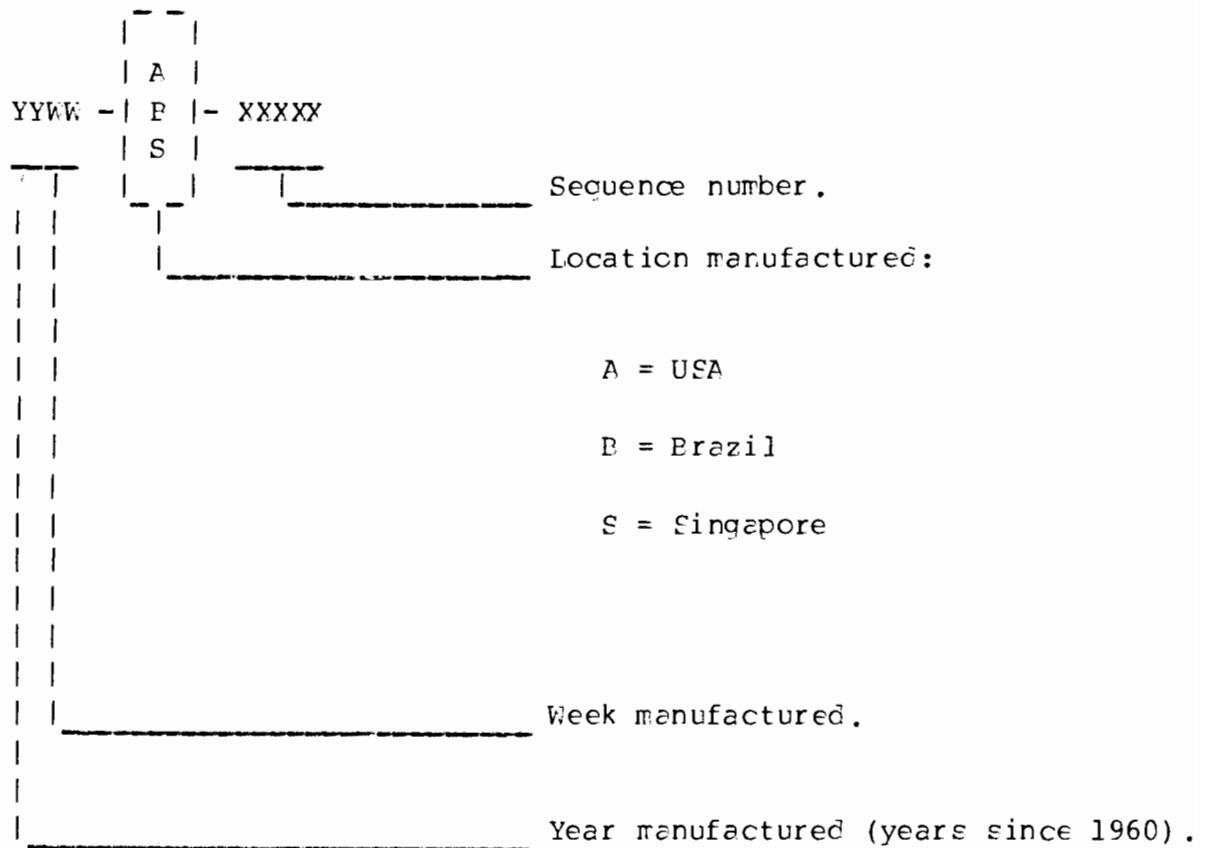 A
YYWW - B - XXXXX
S
Sequence number.
Location manufactured:
A = USA
B = Brazil
S = Singapore
Week manufactured.
Year manufactured (years since 1960).